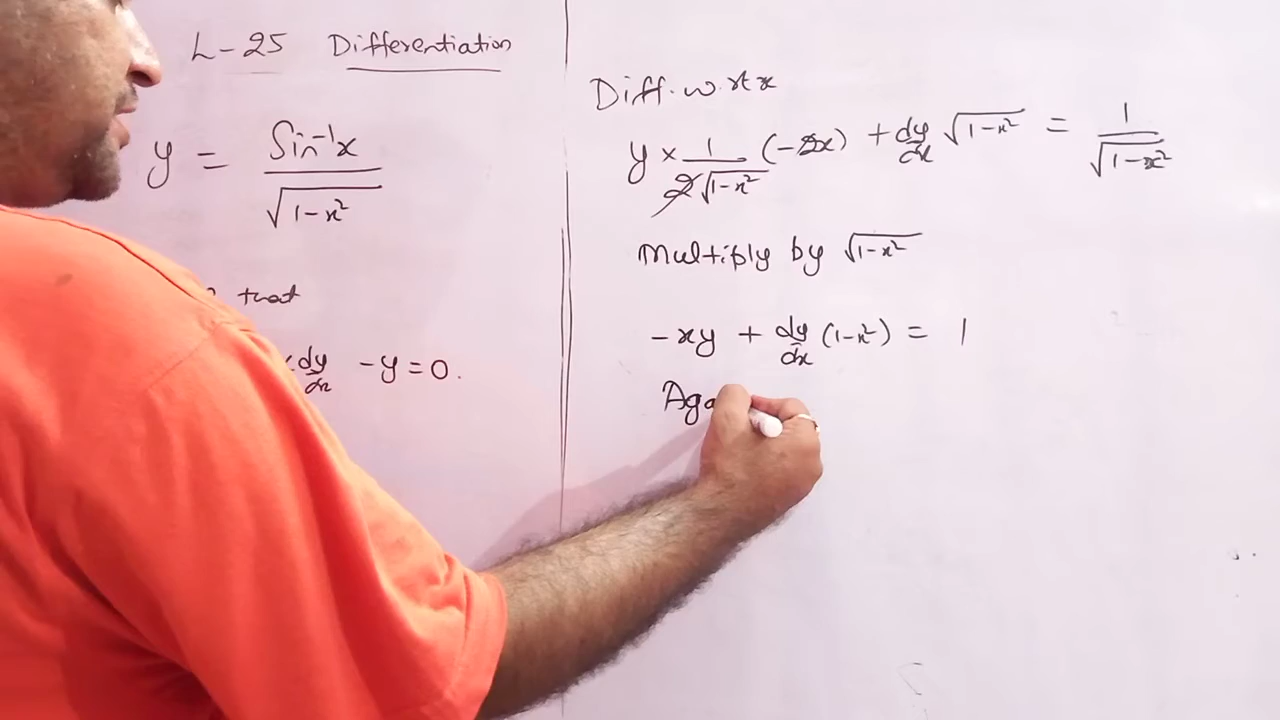 L-25 Differentiation
y = Sin⁻¹x / √(1-x²)
that
dy/dx - y = 0.
Diff. w.r.t x
y × 1/(2√(1-x²)) (-2x) + dy/dx √(1-x²) = 1/√(1-x²)
Multiply by √(1-x²)
-xy + dy/dx (1-x²) = 1